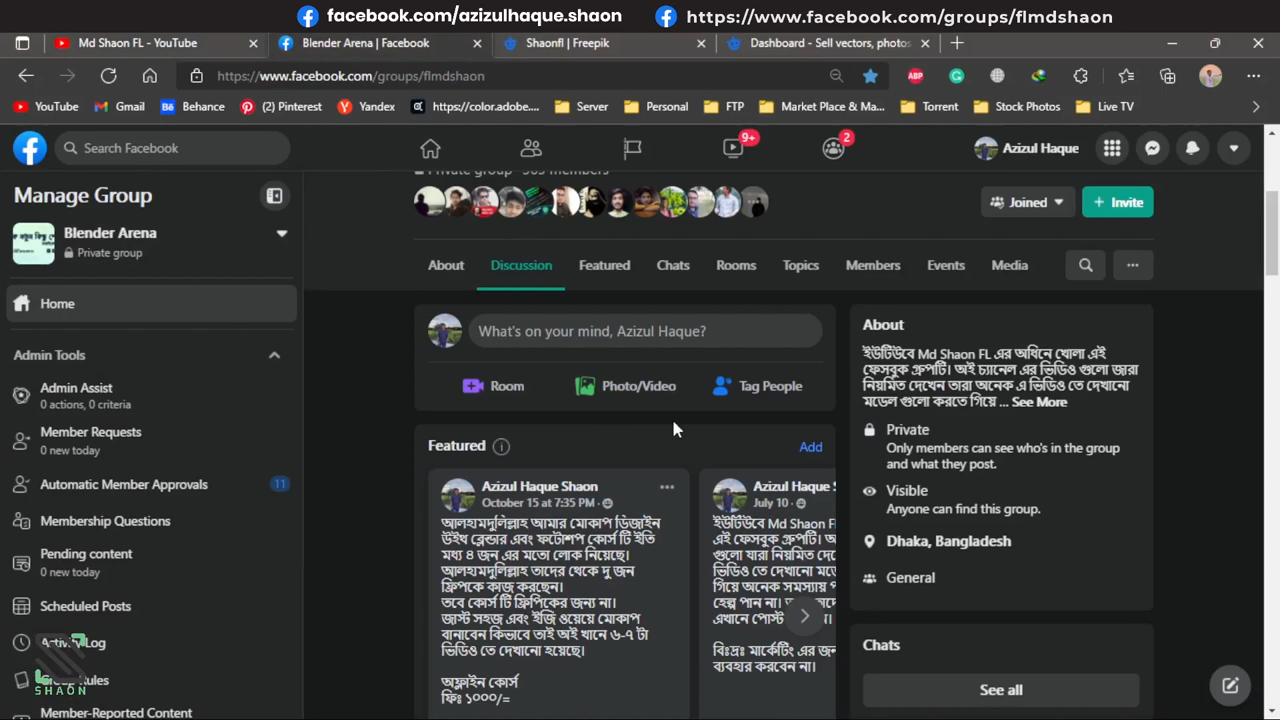 facebook.com/azizulhaque.shaon
https://www.facebook.com/groups/flmdshaon
Md Shaon FL - YouTube
Blender Arena | Facebook
Shaonfl | Freepik
Dashboard - Sell vectors, photos
https://www.facebook.com/groups/flmdshaon
ABP
YouTube
Gmail
Behance
(2) Pinterest
Yandex
https://color.adobe....
Server
Personal
FTP
Market Place & Ma...
Torrent
Stock Photos
Live TV
Search Facebook
9+
2
Azizul Haque
Manage Group
Blender Arena
Private group
Home
Admin Tools
Admin Assist
0 actions, 0 criteria
Member Requests
0 new today
Automatic Member Approvals
11
Membership Questions
Pending content
0 new today
Scheduled Posts
Activity Log
Group Rules
Member-Reported Content
SHAON
Joined
+ Invite
About
Discussion
Featured
Chats
Rooms
Topics
Members
Events
Media
What's on your mind, Azizul Haque?
Room
Photo/Video
Tag People
Featured
Add
Azizul Haque Shaon
October 15 at 7:35 PM
আলহামদুলিল্লাহ আমার মোকাপ ডিজাইন
উইথ ব্লেন্ডার এবং ফটোশপ কোর্স টি ইতি
মধ্য ৪ জন এর মতো লোক নিয়েছে।
আলহামদুলিল্লাহ তাদের থেকে দু জন
ফ্রিপকে কাজ করছেন।
তবে কোর্স টি ফ্রিপিকের জন্য না।
জাস্ট সহজ এবং ইজি ওয়েয়ে মোকাপ
বানাবেন কিভাবে তাই অই খানে ৬-৭ টা
ভিডিও তে দেখানো হয়েছে।
অফ্লাইন কোর্স
ফিঃ ১০০০/=
Azizul Haque
July 10
ইউটিউবে Md Shaon FL
এই ফেসবুক গ্রুপটি।
গুলো যারা নিয়মিত
ভিডিও তে দেখানো
গিয়ে অনেক সমস্যায়
হেল্প পান না।
এখানে পোস্ট
বিঃদ্রঃ মার্কেটিং এর জন্য
ব্যবহার করবেন না।
About
ইউটিউবে Md Shaon FL এর অধিনে খোলা এই
ফেসবুক গ্রুপটি। অই চ্যানেল এর ভিডিও গুলো জারা
নিয়মিত দেখেন তারা অনেক এ ভিডিও তে দেখানো
মডেল গুলো করতে গিয়ে ... See More
Private
Only members can see who's in the group
and what they post.
Visible
Anyone can find this group.
Dhaka, Bangladesh
General
Chats
See all